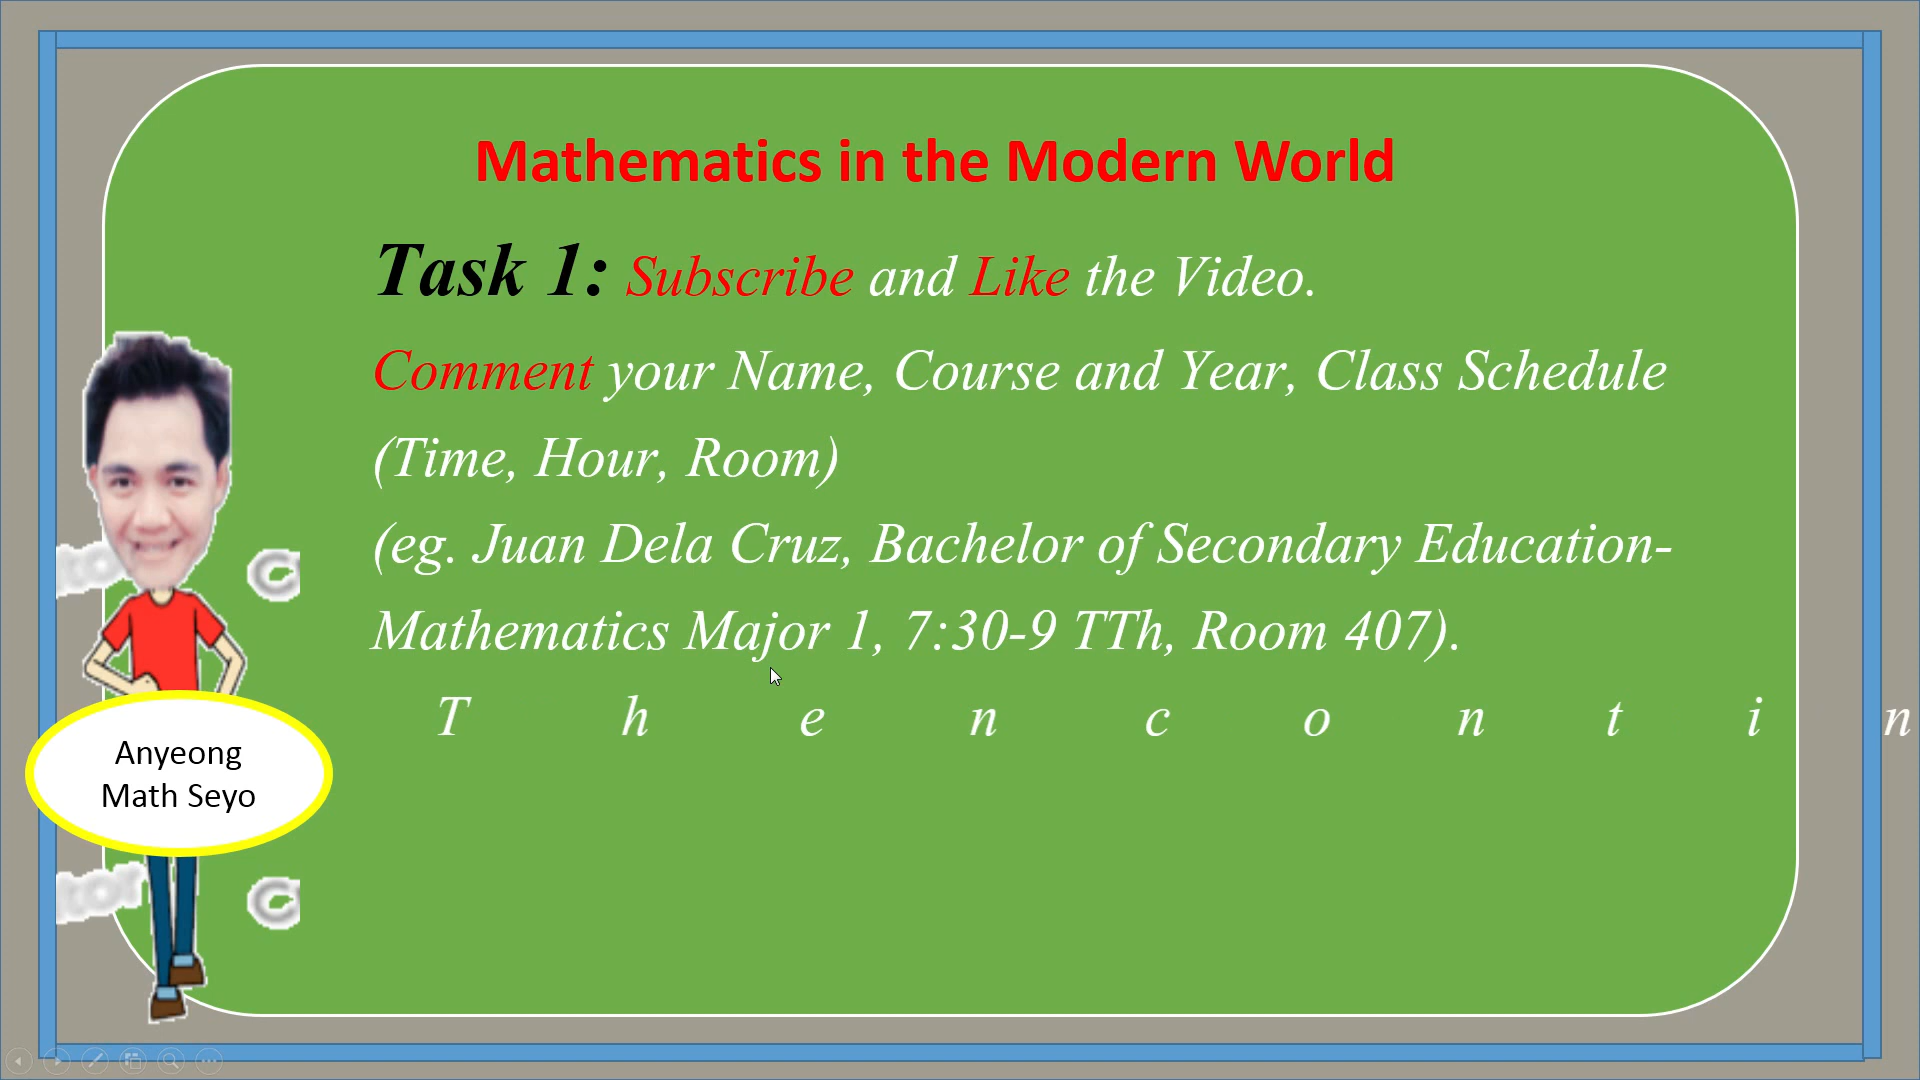 Mathematics in the Modern World
Task 1: Subscribe and Like the Video.
Comment your Name, Course and Year, Class Schedule
(Time, Hour, Room)
(eg. Juan Dela Cruz, Bachelor of Secondary Education-
Mathematics Major 1, 7:30-9 TTh, Room 407).
T h e n c o n t i n
Anyeong
Math Seyo